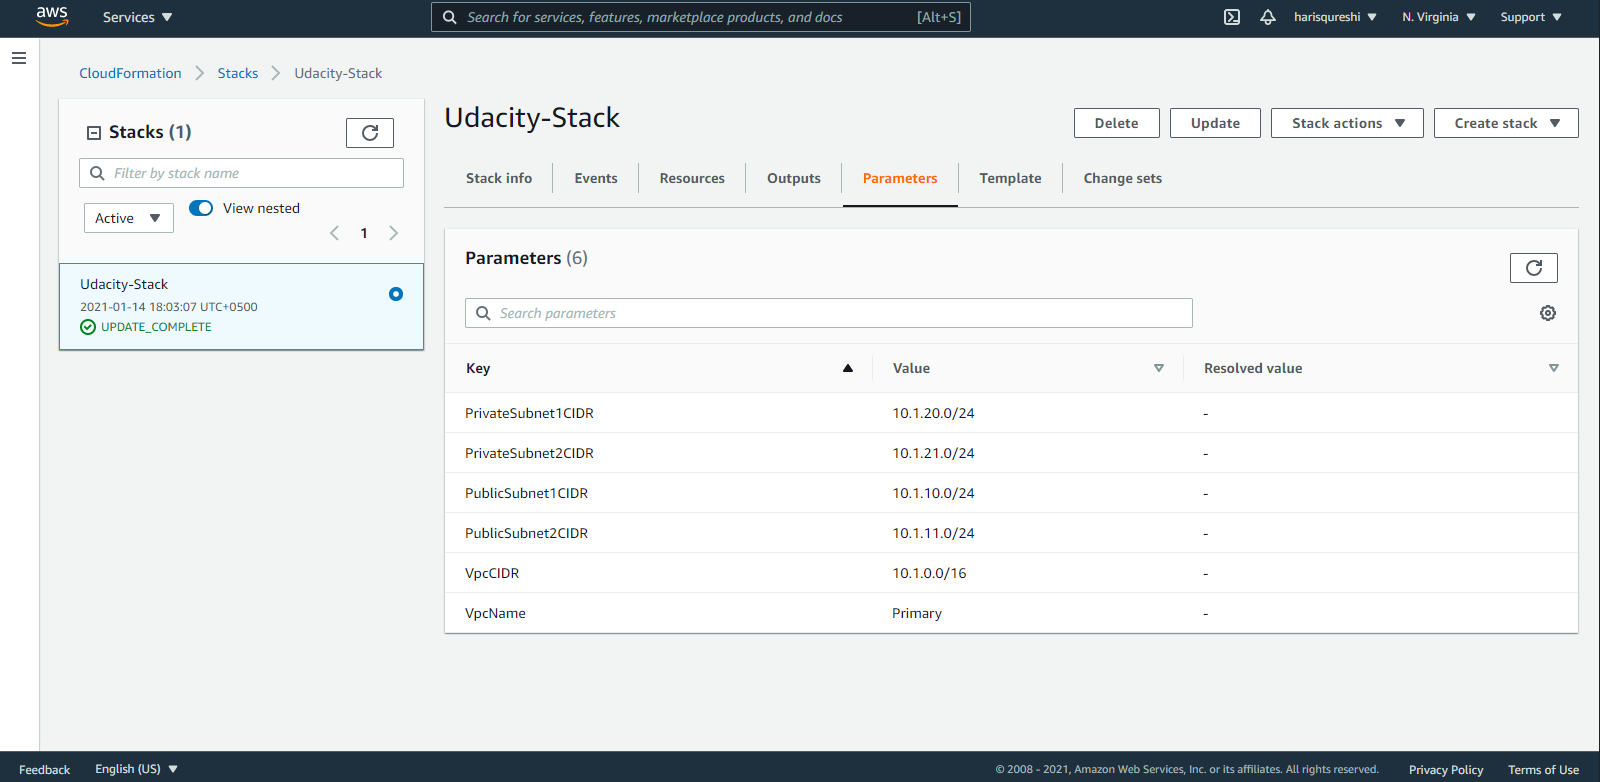 aws Services Search for services, features, marketplace products, and docs [Alt+S] harisqureshi N. Virginia Support
CloudFormation Stacks Udacity-Stack
Stacks (1)
Filter by stack name
Active View nested
1
Udacity-Stack
2021-01-14 18:03:07 UTC+0500
UPDATE_COMPLETE
Udacity-Stack
Delete Update Stack actions Create stack
Stack info Events Resources Outputs Parameters Template Change sets
Parameters (6)
Search parameters
Key Value Resolved value
PrivateSubnet1CIDR 10.1.20.0/24 -
PrivateSubnet2CIDR 10.1.21.0/24 -
PublicSubnet1CIDR 10.1.10.0/24 -
PublicSubnet2CIDR 10.1.11.0/24 -
VpcCIDR 10.1.0.0/16 -
VpcName Primary -
Feedback English (US) © 2008 - 2021, Amazon Web Services, Inc. or its affiliates. All rights reserved. Privacy Policy Terms of Use